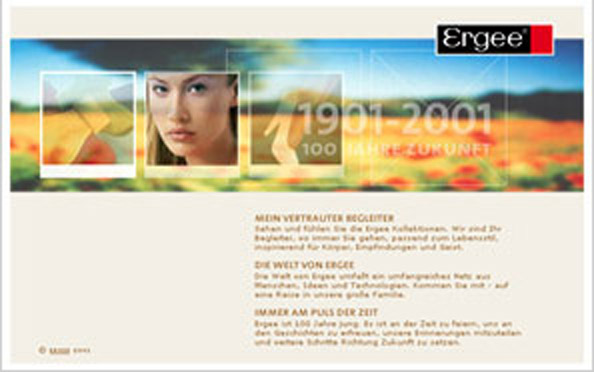 Ergee®
1901-2001
100 JAHRE ZUKUNFT
MEIN VERTRAUTER BEGLEITER
Sehen und fühlen Sie die Ergee Kollektionen. Wir sind Ihr
Begleiter, wo immer Sie gehen, passend zum Lebensstil,
inspirierend für Körper, Empfindungen und Geist.
DIE WELT VON ERGEE
Die Welt von Ergee umfaßt ein umfangreiches Netz aus
Menschen, Ideen und Technologien. Kommen Sie mit - auf
eine Reise in unsere große Familie.
IMMER AM PULS DER ZEIT
Ergee ist 100 Jahre jung. Es ist an der Zeit zu feiern, uns an
den Geschichten zu erfreuen, unsere Erinnerungen mitzuteilen
und weitere Schritte Richtung Zukunft zu setzen.
©